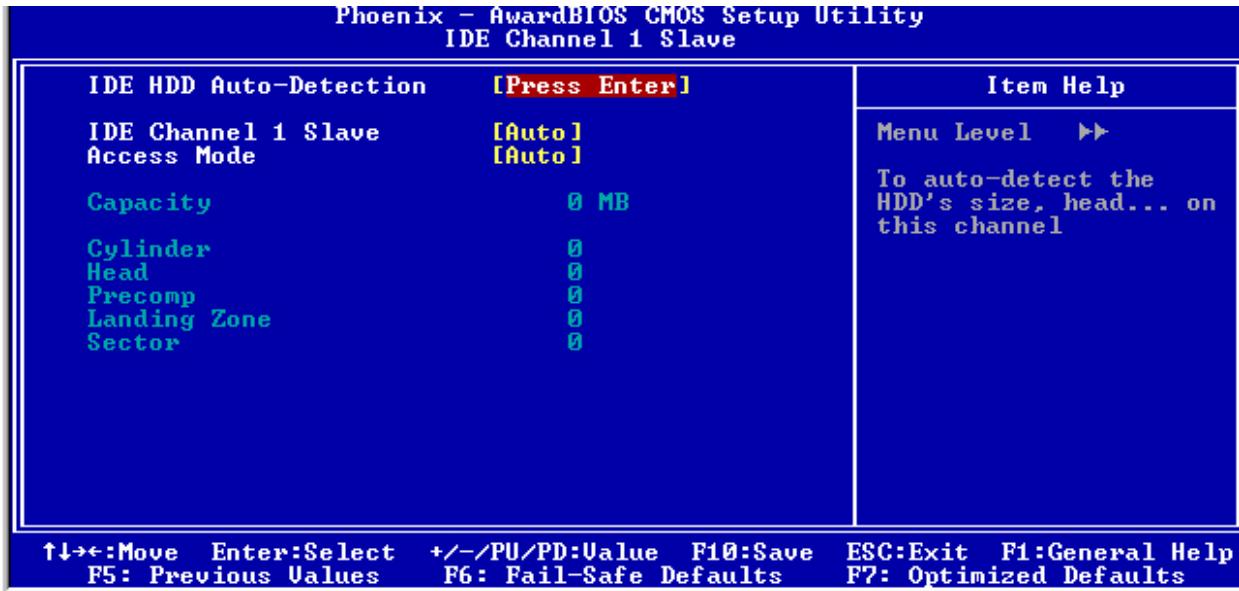 Phoenix - AwardBIOS CMOS Setup Utility
IDE Channel 1 Slave
IDE HDD Auto-Detection [Press Enter]
IDE Channel 1 Slave [Auto]
Access Mode [Auto]
Capacity 0 MB
Cylinder 0
Head 0
Precomp 0
Landing Zone 0
Sector 0
Item Help
Menu Level ▶▶
To auto-detect the
HDD's size, head... on
this channel
↑↓→←:Move Enter:Select +/-/PU/PD:Value F10:Save ESC:Exit F1:General Help
F5: Previous Values F6: Fail-Safe Defaults F7: Optimized Defaults